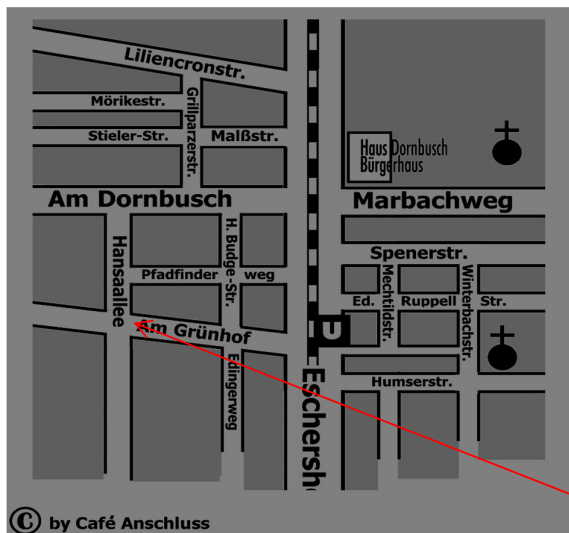 Liliencronstr.
Mörikestr.
Grillparzerstr.
Stieler-Str.
Malßstr.
Haus Dornbusch
Bürgerhaus
Am Dornbusch
Marbachweg
Hansaallee
H. Budge-Str.
Spenerstr.
Pfadfinder weg
Mechtildstr.
Winterbachstr.
Ed. Ruppell Str.
Am Grünhof
U
Edingerweg
Eschersh
Humserstr.
© by Café Anschluss